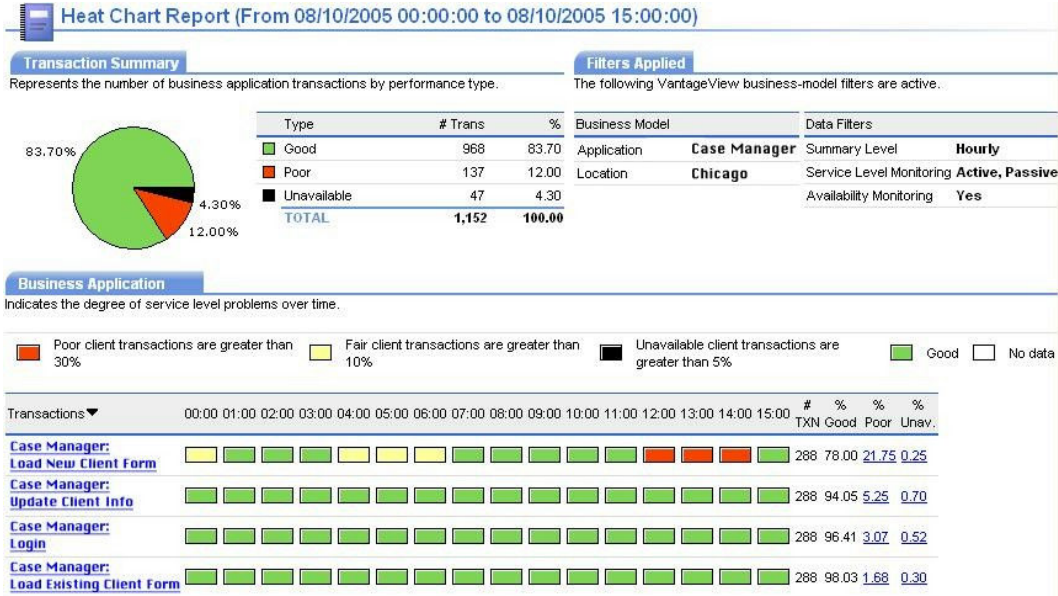 Heat Chart Report (From 08/10/2005 00:00:00 to 08/10/2005 15:00:00)
Transaction Summary
Represents the number of business application transactions by performance type.
83.70%
4.30%
12.00%
Type # Trans %
Good 968 83.70
Poor 137 12.00
Unavailable 47 4.30
TOTAL 1,152 100.00
Filters Applied
The following VantageView business-model filters are active.
Business Model
Application Case Manager
Location Chicago
Data Filters
Summary Level Hourly
Service Level Monitoring Active, Passive
Availability Monitoring Yes
Business Application
Indicates the degree of service level problems over time.
Poor client transactions are greater than
30%
Fair client transactions are greater than
10%
Unavailable client transactions are
greater than 5%
Good
No data
Transactions 00:00 01:00 02:00 03:00 04:00 05:00 06:00 07:00 08:00 09:00 10:00 11:00 12:00 13:00 14:00 15:00 # TXN % Good % Poor % Unav.
Case Manager:
Load New Client Form 288 78.00 21.75 0.25
Case Manager:
Update Client Info 288 94.05 5.25 0.70
Case Manager:
Login 288 96.41 3.07 0.52
Case Manager:
Load Existing Client Form 288 98.03 1.68 0.30